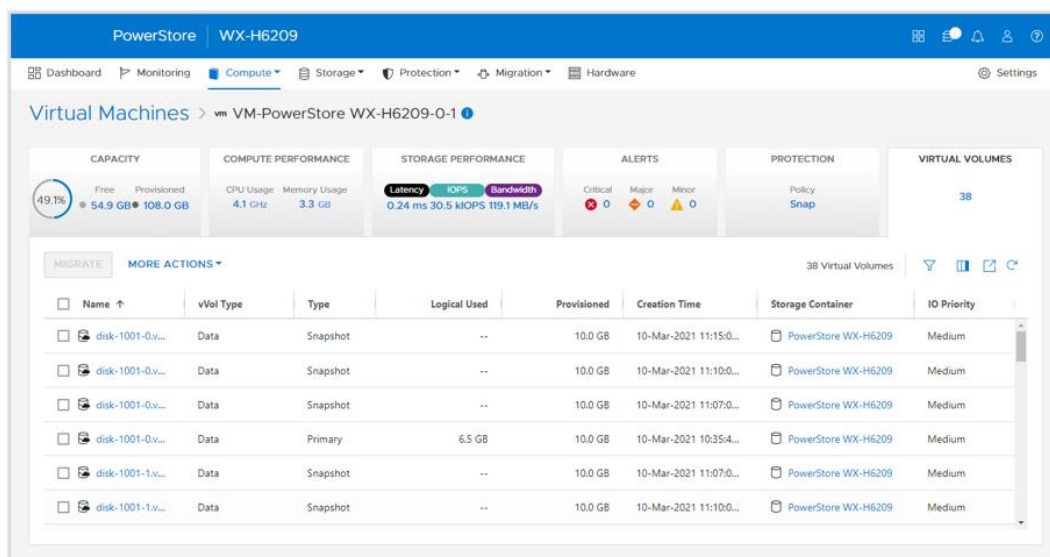 PowerStore WX-H6209
Dashboard Monitoring Compute Storage Protection Migration Hardware Settings
Virtual Machines > vm VM-PowerStore WX-H6209-0-1
CAPACITY COMPUTE PERFORMANCE STORAGE PERFORMANCE ALERTS PROTECTION VIRTUAL VOLUMES
49.1% Free Provisioned CPU Usage Memory Usage Latency IOPS Bandwidth Critical Major Minor Policy 38
54.9 GB 108.0 GB 4.1 GHz 3.3 GB 0.24 ms 30.5 kIOPS 119.1 MB/s 0 0 0 Snap
MIGRATE MORE ACTIONS 38 Virtual Volumes
Name ↑ vVol Type Type Logical Used Provisioned Creation Time Storage Container IO Priority
disk-1001-0.v... Data Snapshot -- 10.0 GB 10-Mar-2021 11:15:0... PowerStore WX-H6209 Medium
disk-1001-0.v... Data Snapshot -- 10.0 GB 10-Mar-2021 11:10:0... PowerStore WX-H6209 Medium
disk-1001-0.v... Data Snapshot -- 10.0 GB 10-Mar-2021 11:07:0... PowerStore WX-H6209 Medium
disk-1001-0.v... Data Primary 6.5 GB 10.0 GB 10-Mar-2021 10:35:4... PowerStore WX-H6209 Medium
disk-1001-1.v... Data Snapshot -- 10.0 GB 10-Mar-2021 11:07:0... PowerStore WX-H6209 Medium
disk-1001-1.v... Data Snapshot -- 10.0 GB 10-Mar-2021 11:10:0... PowerStore WX-H6209 Medium